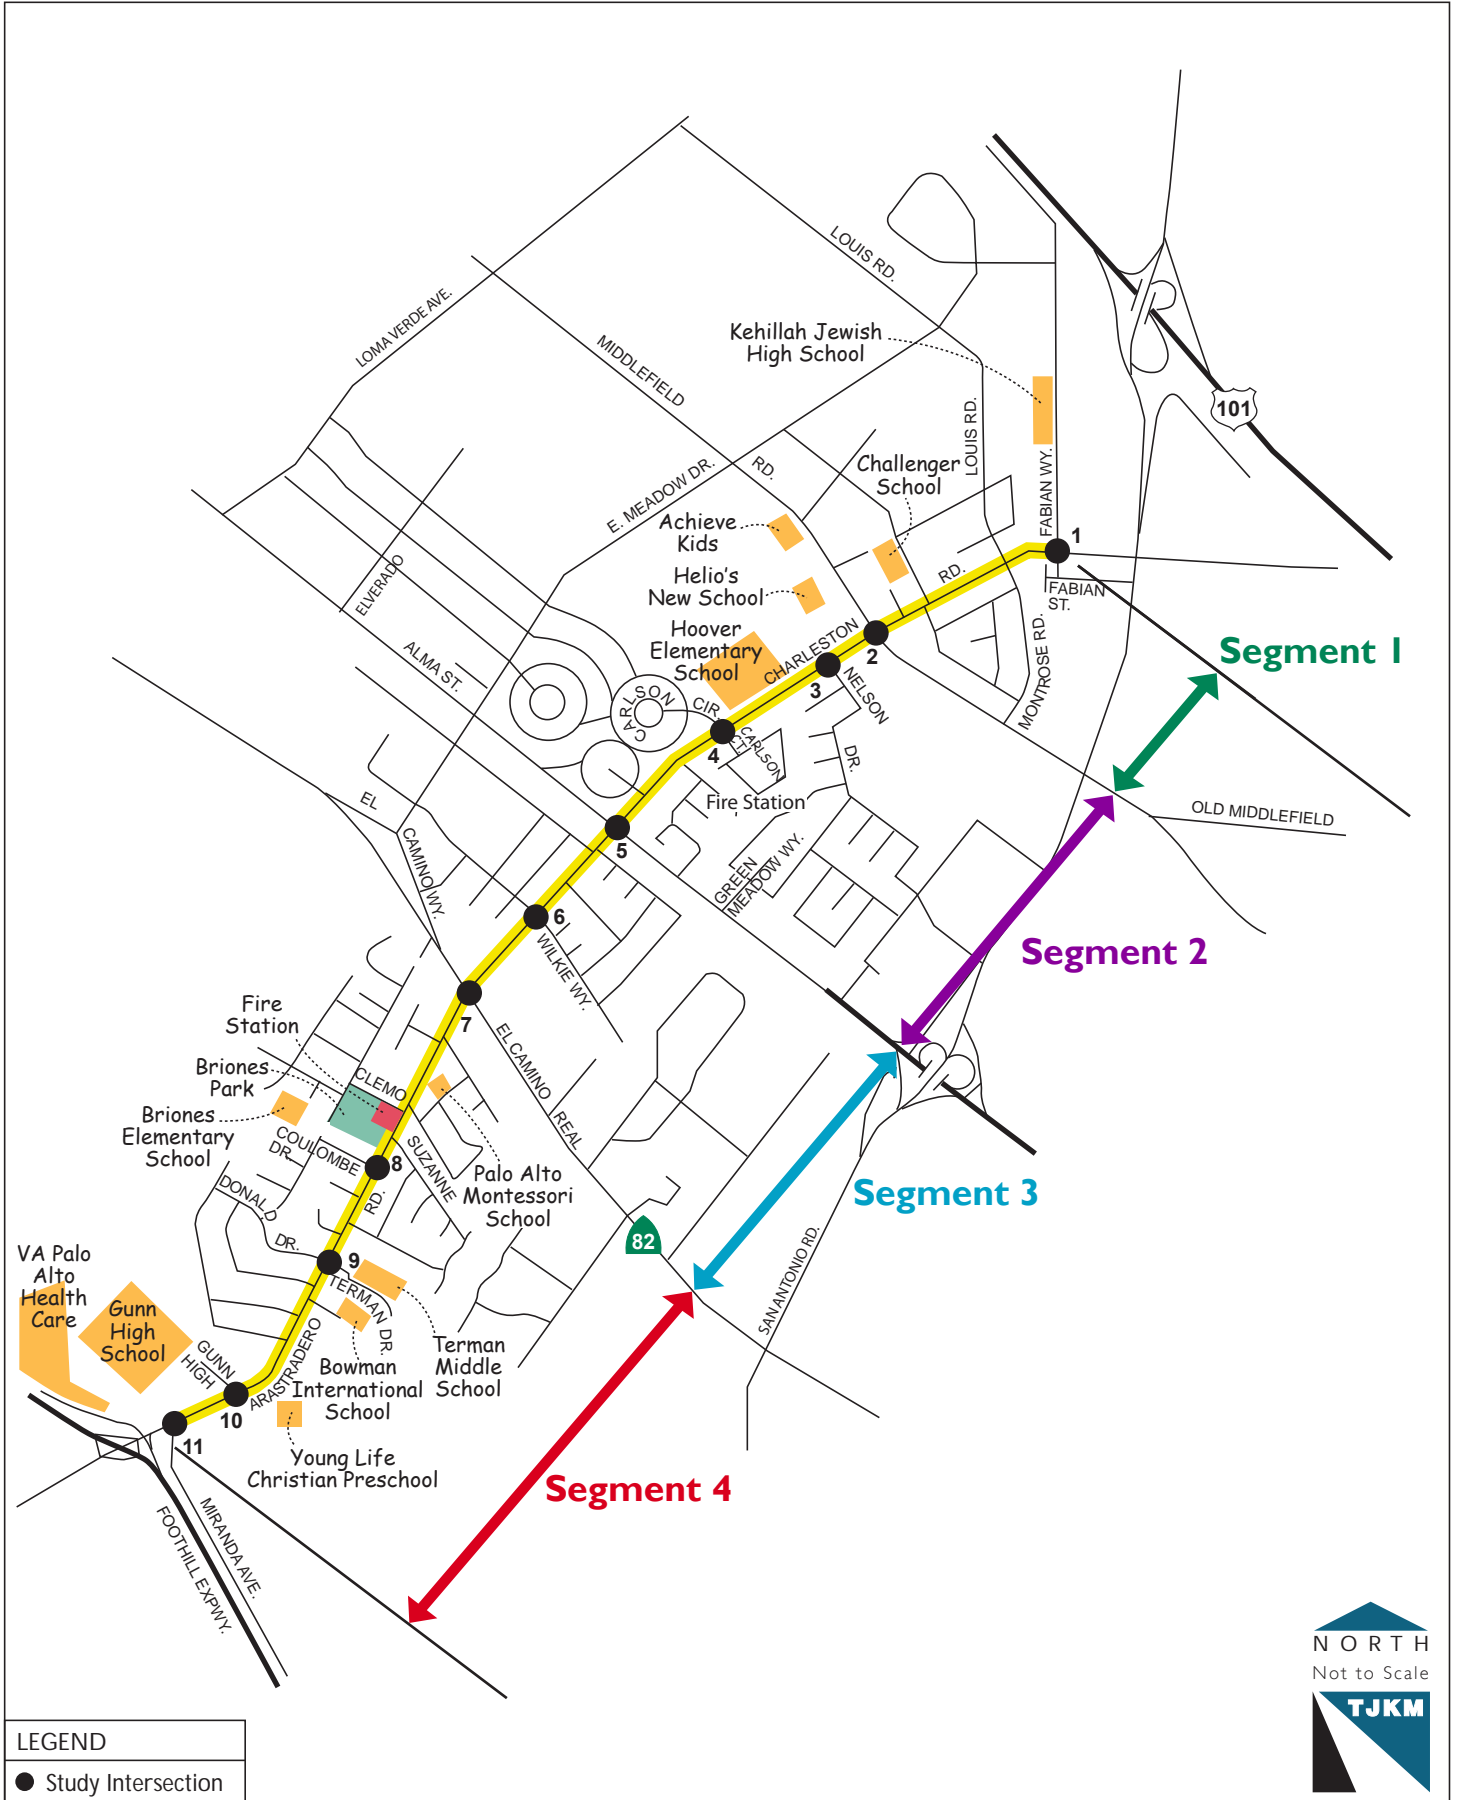 LOUIS RD.
LOMA VERDE AVE.
MIDDLEFIELD
RD.
Kehillah Jewish
High School
101
LOUIS RD.
FABIAN WY.
E. MEADOW DR.
Challenger
School
Achieve
Kids
1
ELVERADO
Helio's
New School
RD.
FABIAN
ST.
Hoover
Elementary
School
CHARLESTON
2
3
NELSON
DR.
MONTROSE RD.
Segment 1
ALMA ST.
CARLSON
CIR.
4
CARLSON
CT.
Fire Station
OLD MIDDLEFIELD
EL
CAMINO WY.
5
GREEN
MEADOW WY.
6
WILKIE WY.
Segment 2
Fire
Station
7
EL CAMINO
REAL
Briones
Park
CLEMO
Briones
Elementary
School
COULOMBE
DR.
8
SUZANNE
Palo Alto
Montessori
School
Segment 3
DONALD
DR.
RD.
82
SAN ANTONIO RD.
VA Palo
Alto
Health
Care
9
TERMAN
DR.
Gunn
High
School
GUNN
HIGH
ARASTRADERO
Terman
Middle
School
Bowman
International
School
10
11
Young Life
Christian Preschool
Segment 4
MIRANDA AVE.
FOOTHILL EXPWY.
NORTH
Not to Scale
TJKM
LEGEND
Study Intersection